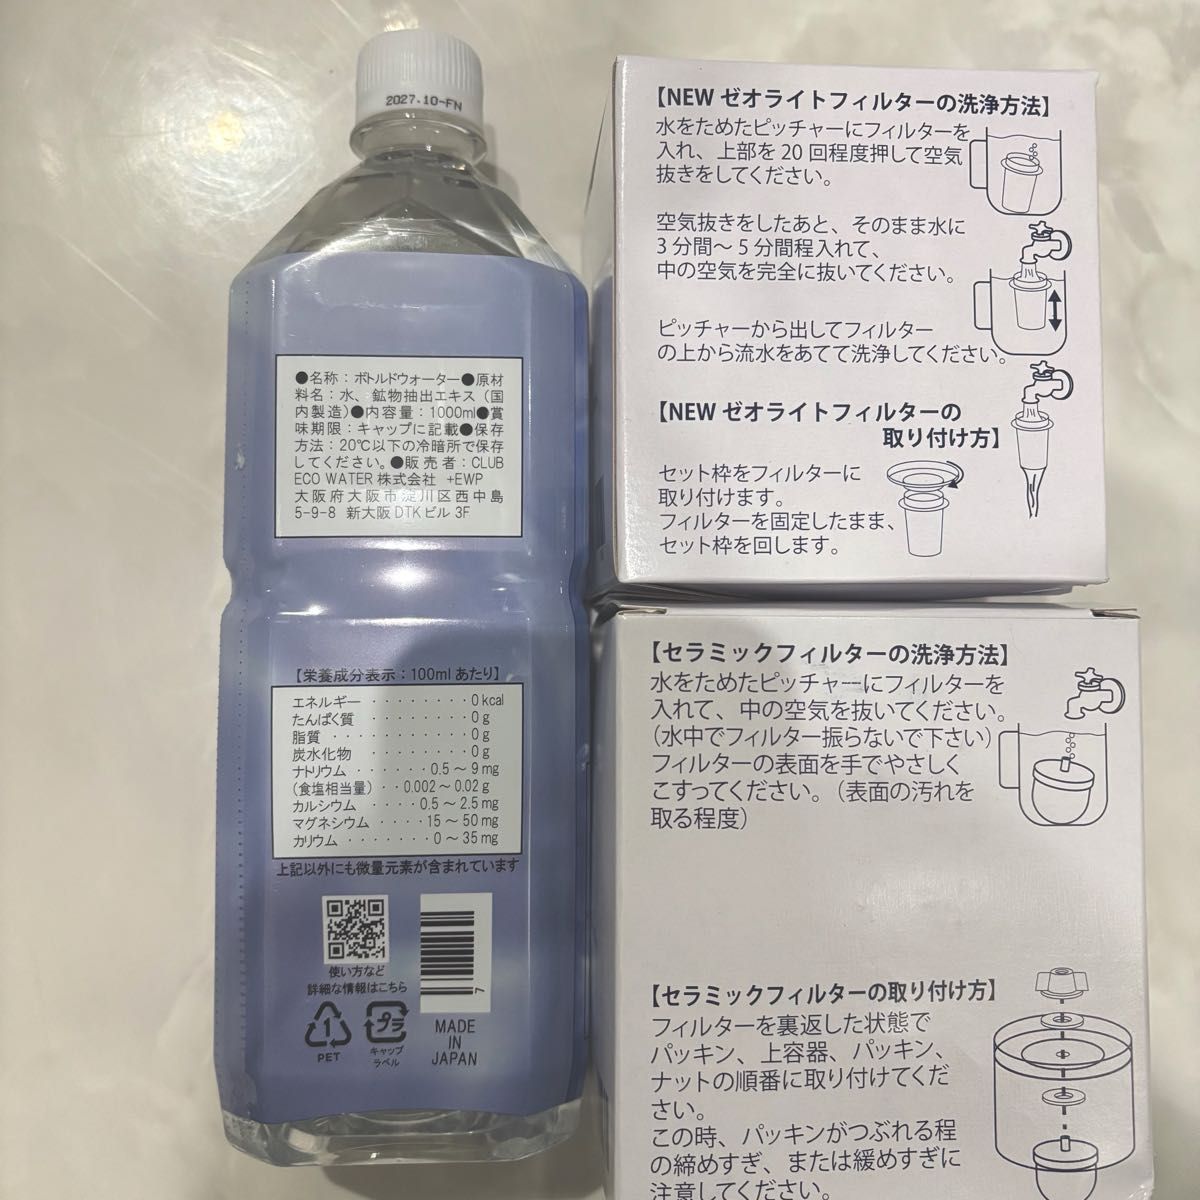 2027.10-FN
●名称：ボトルドウォーター●原材
料名：水、鉱物抽出エキス（国
内製造）●内容量：1000ml●賞
味期限：キャップに記載●保存
方法：20℃以下の冷暗所で保存
してください。●販売者：CLUB
ECO WATER株式会社 +EWP
大阪府大阪市淀川区西中島
5-9-8 新大阪DTKビル 3F
【栄養成分表示：100mlあたり】
エネルギー ‥‥‥‥ 0kcal
たんぱく質 ‥‥‥‥ 0g
脂質 ‥‥‥‥‥ 0g
炭水化物 ‥‥‥‥ 0g
ナトリウム ‥‥‥ 0.5～9mg
（食塩相当量）‥ 0.002～0.02g
カルシウム ‥‥‥ 0.5～2.5mg
マグネシウム ‥‥ 15～50mg
カリウム ‥‥‥‥ 0～35mg
上記以外にも微量元素が含まれています
使い方など
詳細な情報はこちら
7
1
PET
プラ
キャップ
ラベル
MADE
IN
JAPAN
【NEW ゼオライトフィルターの洗浄方法】
水をためたピッチャーにフィルターを
入れ、上部を20回程度押して空気
抜きをしてください。
空気抜きをしたあと、そのまま水に
3分間～5分間程入れて、
中の空気を完全に抜いてください。
ピッチャーから出してフィルター
の上から流水をあてて洗浄してください。
【NEW ゼオライトフィルターの
取り付け方】
セット枠をフィルターに
取り付けます。
フィルターを固定したまま、
セット枠を回します。
【セラミックフィルターの洗浄方法】
水をためたピッチャーにフィルターを
入れて、中の空気を抜いてください。
（水中でフィルター振らないで下さい）
フィルターの表面を手でやさしく
こすってください。（表面の汚れを
取る程度）
【セラミックフィルターの取り付け方】
フィルターを裏返した状態で
パッキン、上容器、パッキン、
ナットの順番に取り付けてくだ
さい。
この時、パッキンがつぶれる程
の締めすぎ、または緩めすぎに
注意してください。